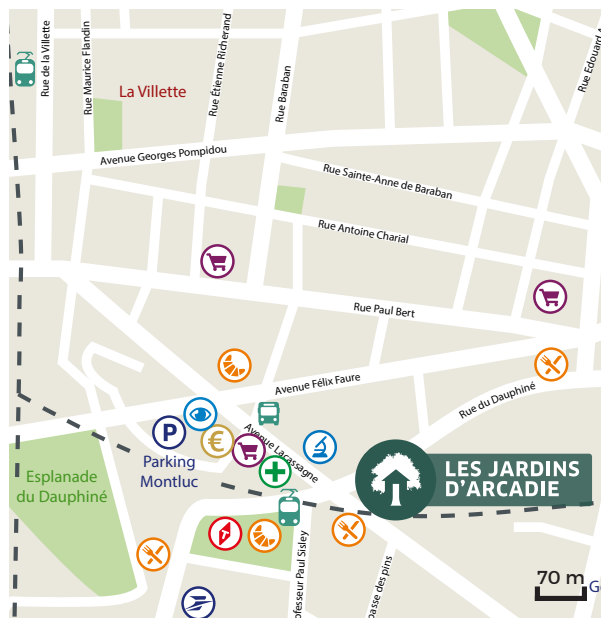 Rue de la Villette
Rue Maurice Flandin
La Villette
Rue Étienne Richerand
Rue Baraban
Rue Edouard A
Avenue Georges Pompidou
Rue Sainte-Anne de Baraban
Rue Antoine Charial
Rue Paul Bert
Avenue Félix Faure
Rue du Dauphiné
P
€
Avenue Lacassagne
Parking
Montluc
Esplanade
du Dauphiné
LES JARDINS
D'ARCADIE
ofesseur Paul Sisley
passe des pins
70 m
G